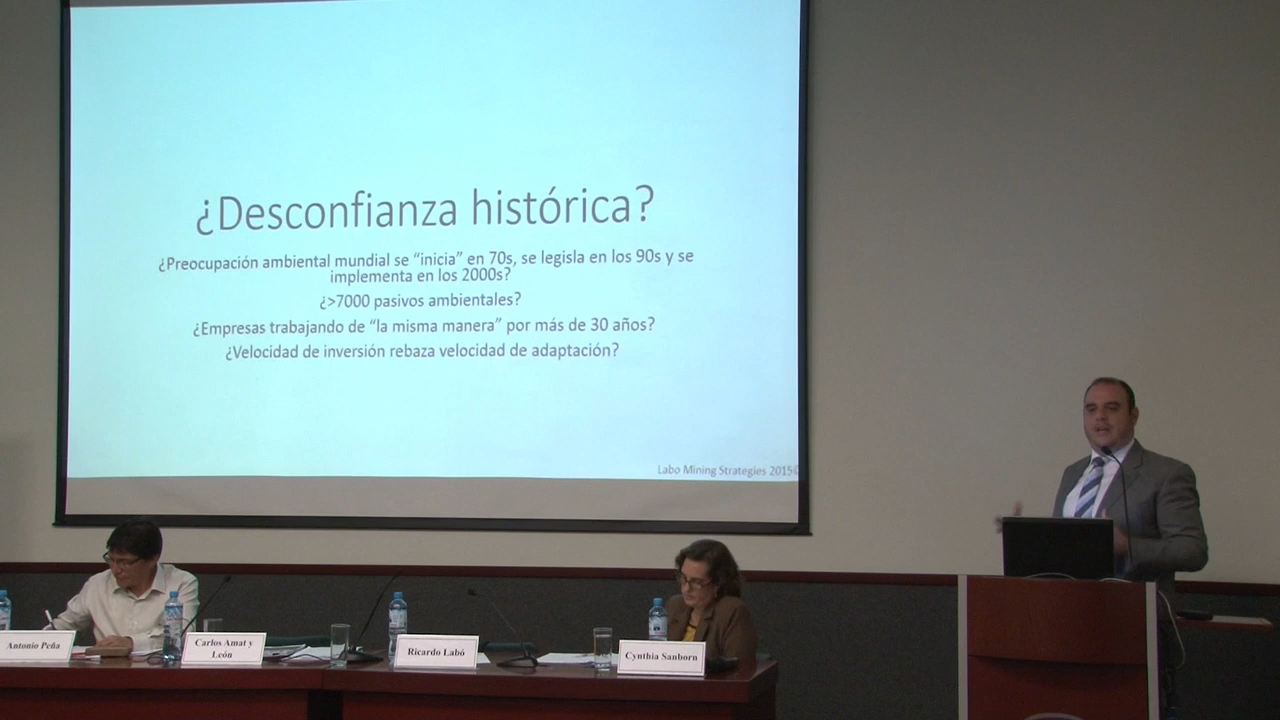 ¿Desconfianza histórica?
¿Preocupación ambiental mundial se “inicia” en 70s, se legisla en los 90s y se
implementa en los 2000s?
¿>7000 pasivos ambientales?
¿Empresas trabajando de “la misma manera” por más de 30 años?
¿Velocidad de inversión rebaza velocidad de adaptación?
Labo Mining Strategies 2015©
Antonio Peña
Carlos Amat y
León
Ricardo Labó
Cynthia Sanborn